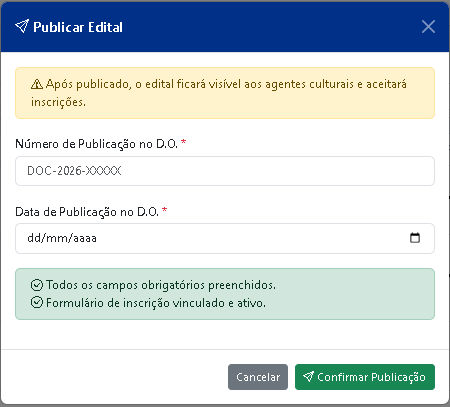 Publicar Edital
Após publicado, o edital ficará visível aos agentes culturais e aceitará
inscrições.
Número de Publicação no D.O. *
DOC-2026-XXXXX
Data de Publicação no D.O. *
dd/mm/aaaa
Todos os campos obrigatórios preenchidos.
Formulário de inscrição vinculado e ativo.
Cancelar
Confirmar Publicação